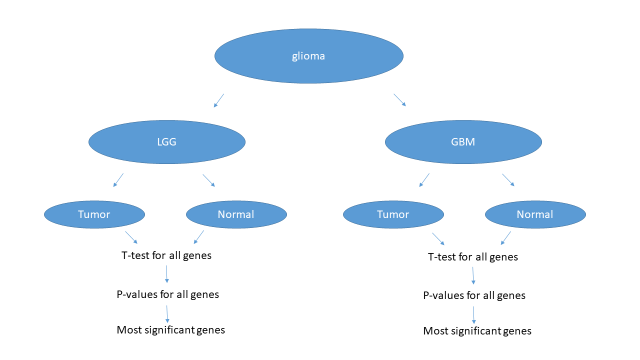 glioma
LGG
GBM
Tumor
Normal
Tumor
Normal
T-test for all genes
T-test for all genes
P-values for all genes
P-values for all genes
Most significant genes
Most significant genes